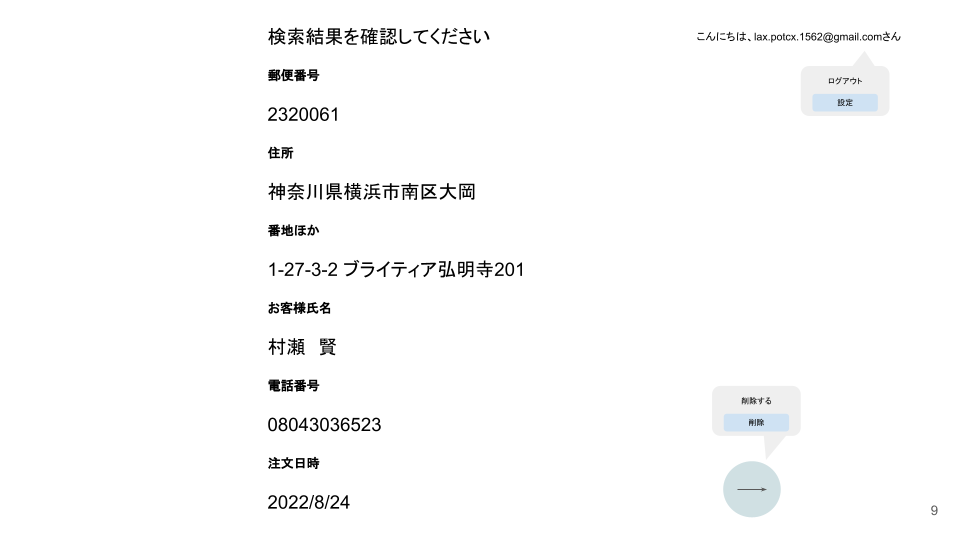 検索結果を確認してください
こんにちは、lax.potcx.1562@gmail.comさん
ログアウト
設定
郵便番号
2320061
住所
神奈川県横浜市南区大岡
番地ほか
1-27-3-2 ブライティア弘明寺201
お客様氏名
村瀬　賢
電話番号
08043036523
注文日時
2022/8/24
削除する
削除
9